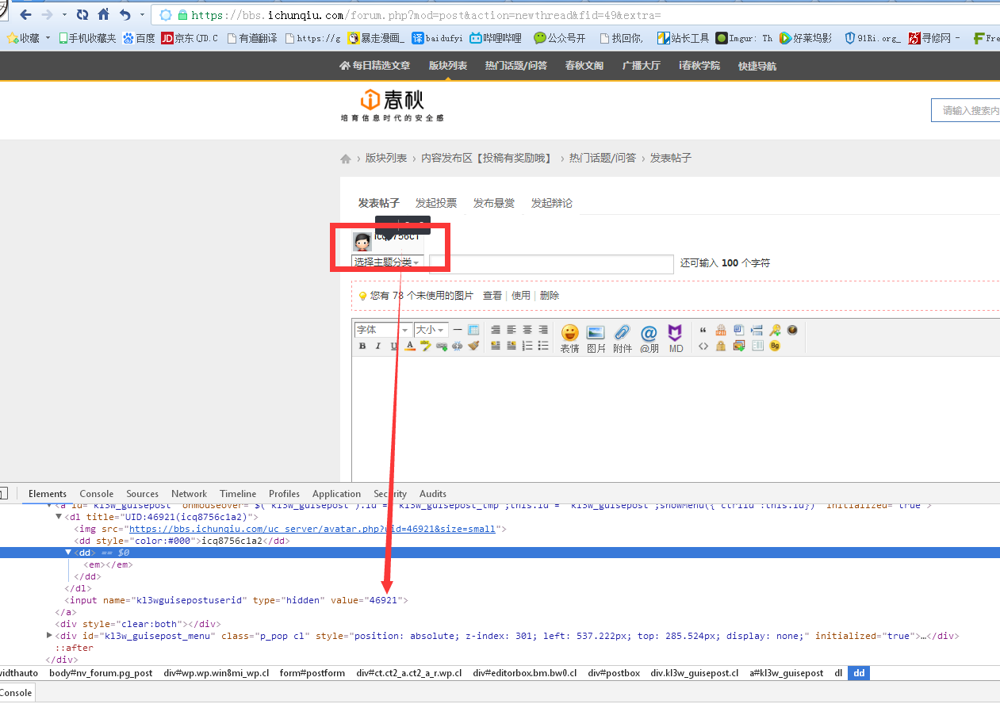 https://bbs.ichunqiu.com/forum.php?mod=post&action=newthread&fid=49&extra=
收藏 手机收藏夹 百度 京东(JD.C 有道翻译 https://g 暴走漫画_ baidufyi 哔哩哔哩 公众号开 找回你, 站长工具 Imgur: Th 好莱坞影 91Ri.org_ 寻修网 - Fre
每日精选文章 版块列表 热门话题/问答 春秋文阁 广播大厅 i春秋学院 快捷导航
春秋
培育信息时代的安全感
请输入搜索内
› 版块列表 › 内容发布区【投稿有奖励哦】 › 热门话题/问答 › 发表帖子
发表帖子 发起投票 发布悬赏 发起辩论
icq8756c1
选择主题分类 还可输入 100 个字符
您有 78 个未使用的图片 查看 | 使用 | 删除
字体 大小
B I U A
表情 图片 附件 @朋 MD
Bg
Elements Console Sources Network Timeline Profiles Application Security Audits
<a id="kl3w_guisepost" onmouseover="$('kl3w_guisepost').id = 'kl3w_guisepost_tmp';this.id = 'kl3w_guisepost';showMenu({'ctrlid':this.id})" initialized="true">
<dl title="UID:46921(icq8756c1a2)">
<img src="https://bbs.ichunqiu.com/uc_server/avatar.php?uid=46921&size=small">
<dd style="color:#000">icq8756c1a2</dd>
<dd> == $0
<em></em>
</dd>
</dl>
<input name="kl3wguisepostuserid" type="hidden" value="46921">
</a>
<div style="clear:both"></div>
<div id="kl3w_guisepost_menu" class="p_pop cl" style="position: absolute; z-index: 301; left: 537.222px; top: 285.524px; display: none;" initialized="true">…</div>
::after
</div>
widthauto body#nv_forum.pg_post div#wp.wp.win8mi_wp.cl form#postform div#ct.ct2_a.ct2_a_r.wp.cl div#editorbox.bm.bw0.cl div#postbox div.kl3w_guisepost.cl a#kl3w_guisepost dl dd
Console